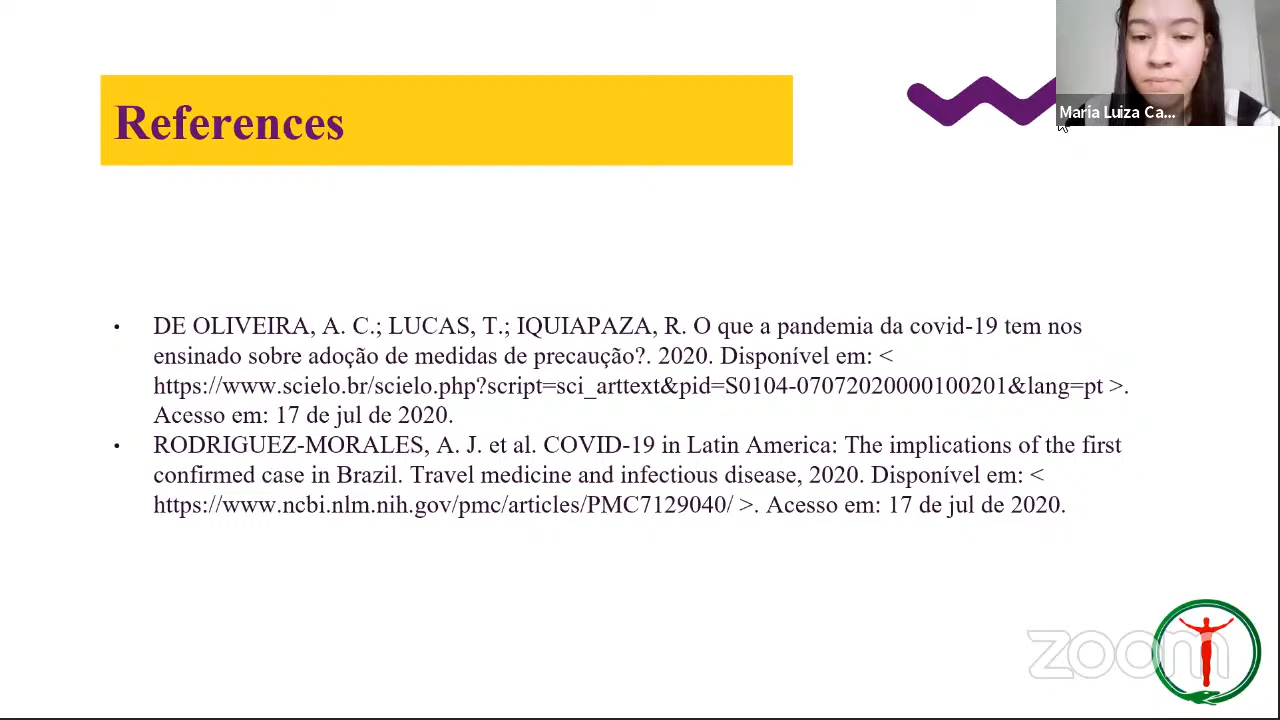 References
Maria Luiza Ca...
• DE OLIVEIRA, A. C.; LUCAS, T.; IQUIAPAZA, R. O que a pandemia da covid-19 tem nos
ensinado sobre adoção de medidas de precaução?. 2020. Disponível em: <
https://www.scielo.br/scielo.php?script=sci_arttext&pid=S0104-07072020000100201&lang=pt >.
Acesso em: 17 de jul de 2020.
• RODRIGUEZ-MORALES, A. J. et al. COVID-19 in Latin America: The implications of the first
confirmed case in Brazil. Travel medicine and infectious disease, 2020. Disponível em: <
https://www.ncbi.nlm.nih.gov/pmc/articles/PMC7129040/ >. Acesso em: 17 de jul de 2020.
zoom